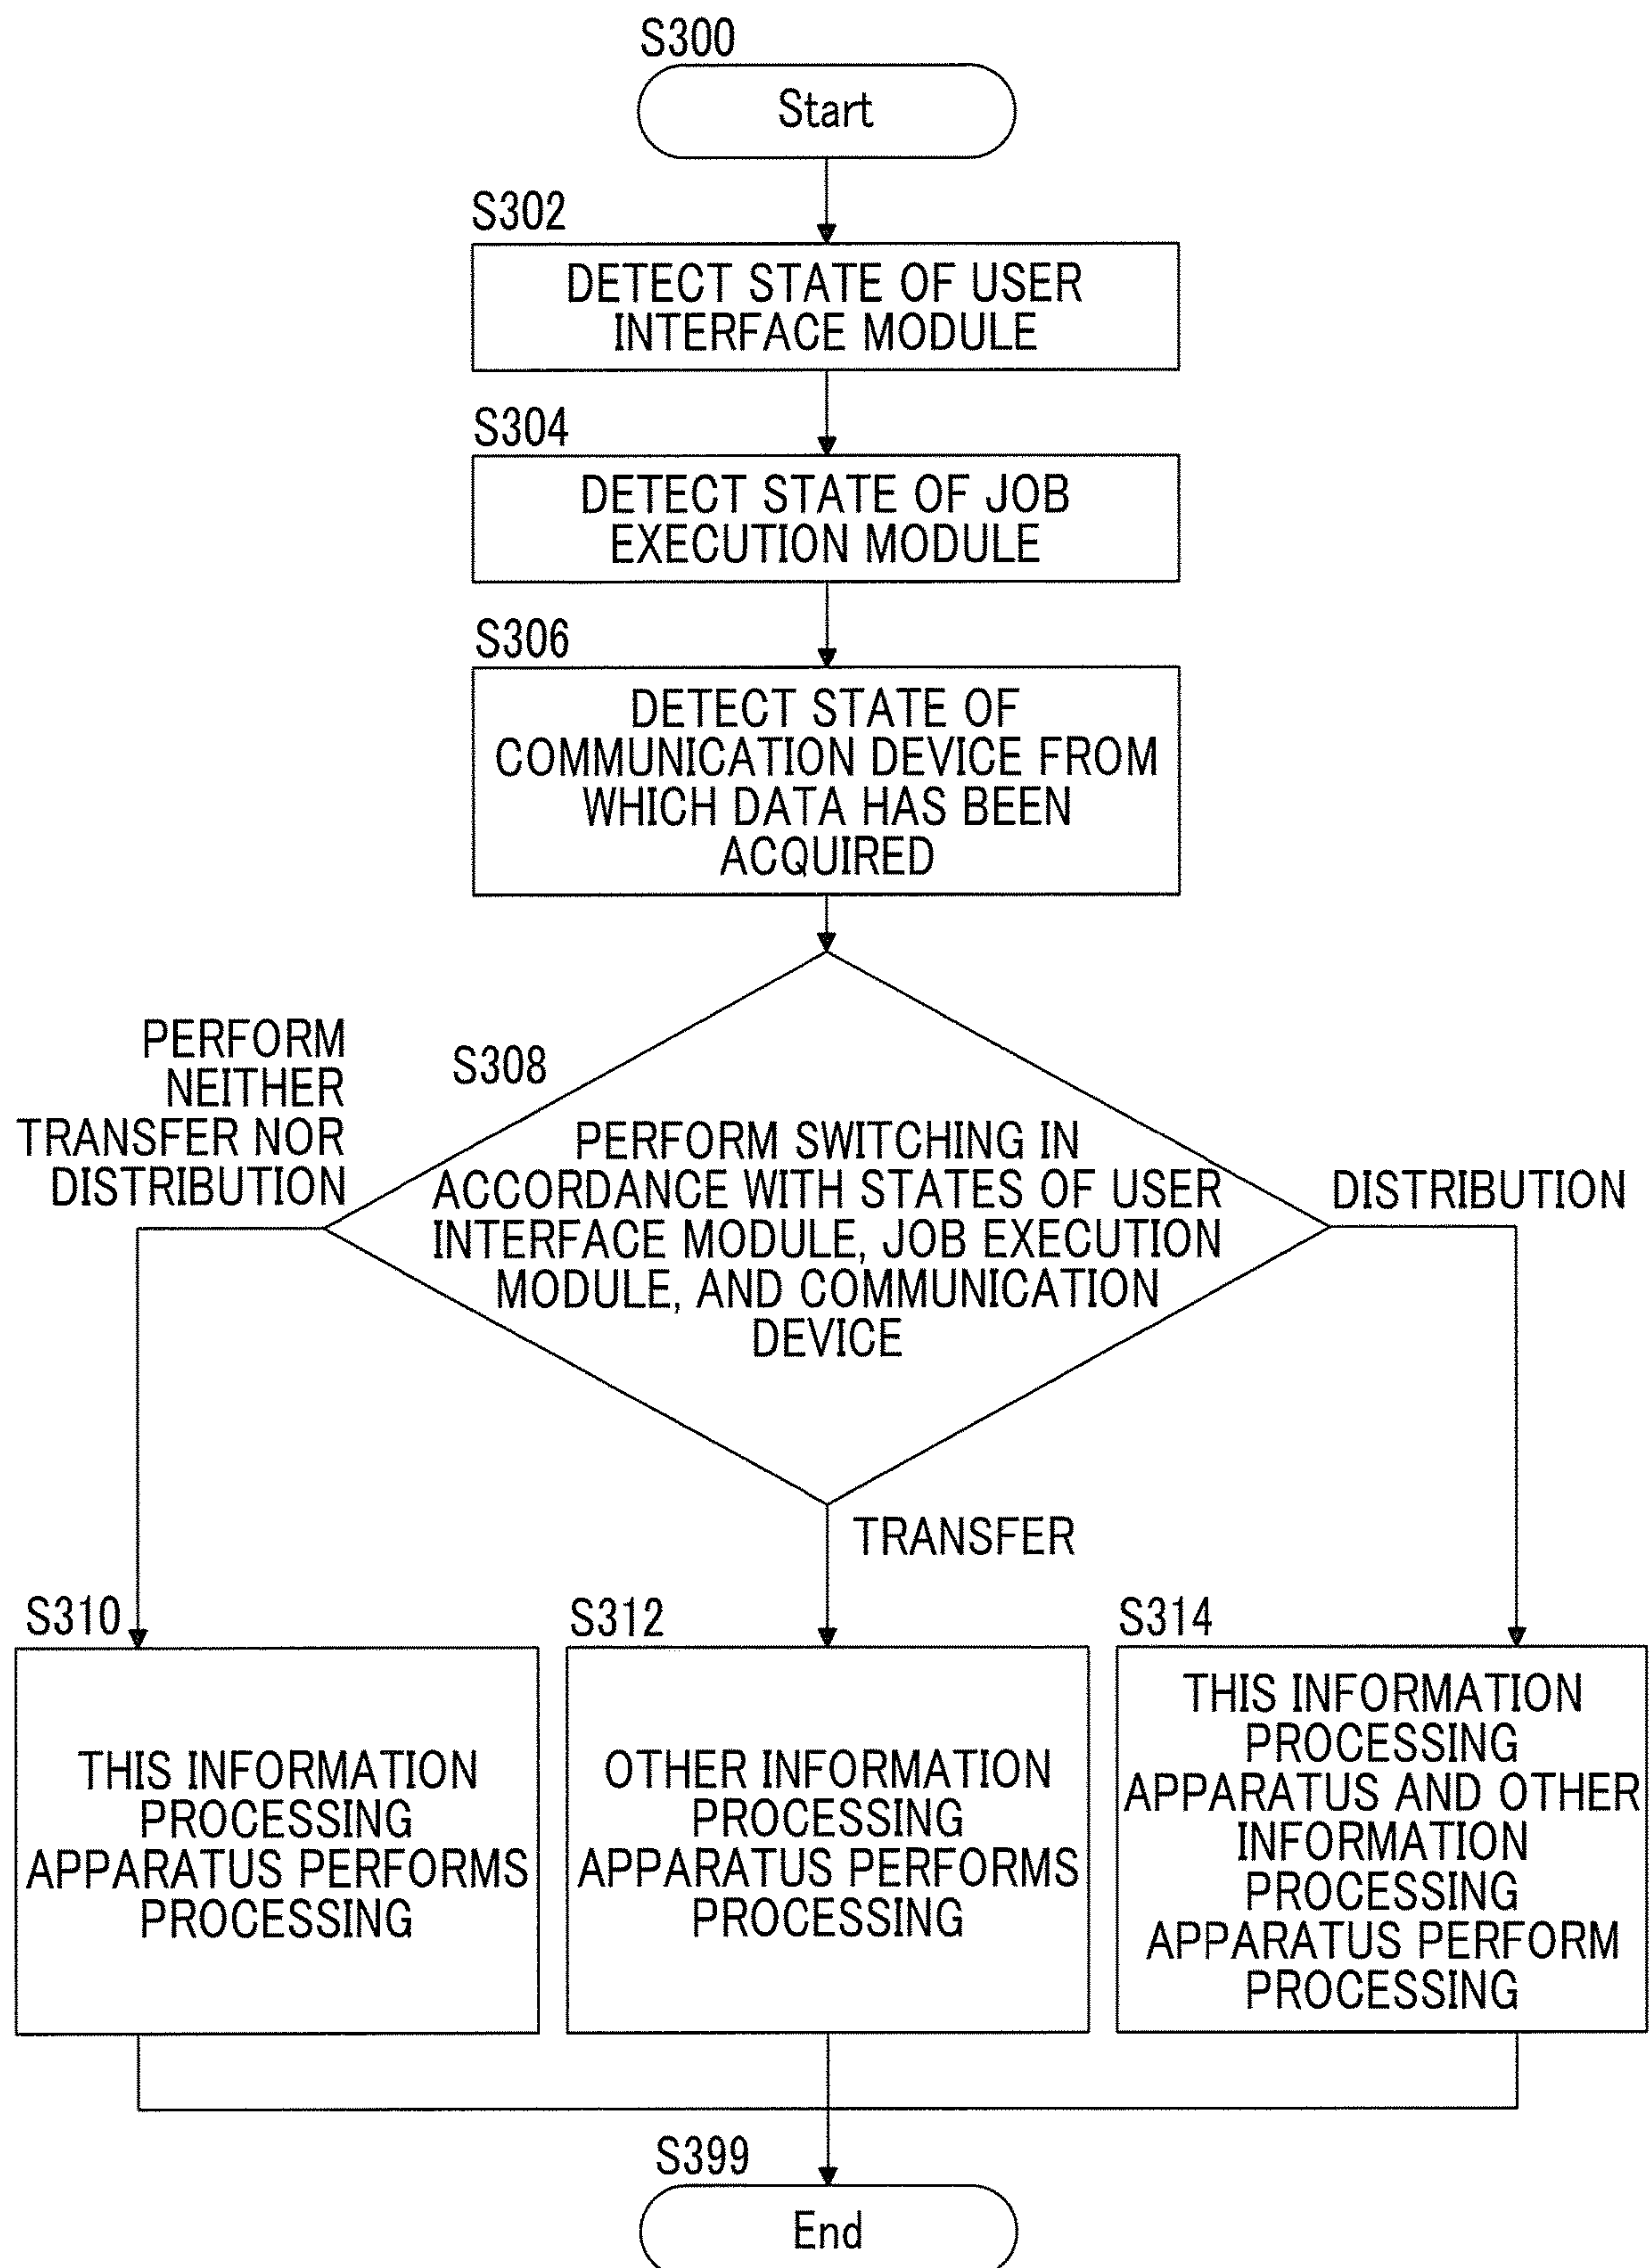 S300
Start
S302
DETECT STATE OF USER
INTERFACE MODULE
S304
DETECT STATE OF JOB
EXECUTION MODULE
S306
DETECT STATE OF
COMMUNICATION DEVICE FROM
WHICH DATA HAS BEEN
ACQUIRED
PERFORM
NEITHER
TRANSFER NOR
DISTRIBUTION
S308
PERFORM SWITCHING IN
ACCORDANCE WITH STATES OF USER
INTERFACE MODULE, JOB EXECUTION
MODULE, AND COMMUNICATION
DEVICE
DISTRIBUTION
TRANSFER
S310
THIS INFORMATION
PROCESSING
APPARATUS PERFORMS
PROCESSING
S312
OTHER INFORMATION
PROCESSING
APPARATUS PERFORMS
PROCESSING
S314
THIS INFORMATION
PROCESSING
APPARATUS AND OTHER
INFORMATION
PROCESSING
APPARATUS PERFORM
PROCESSING
S399
End